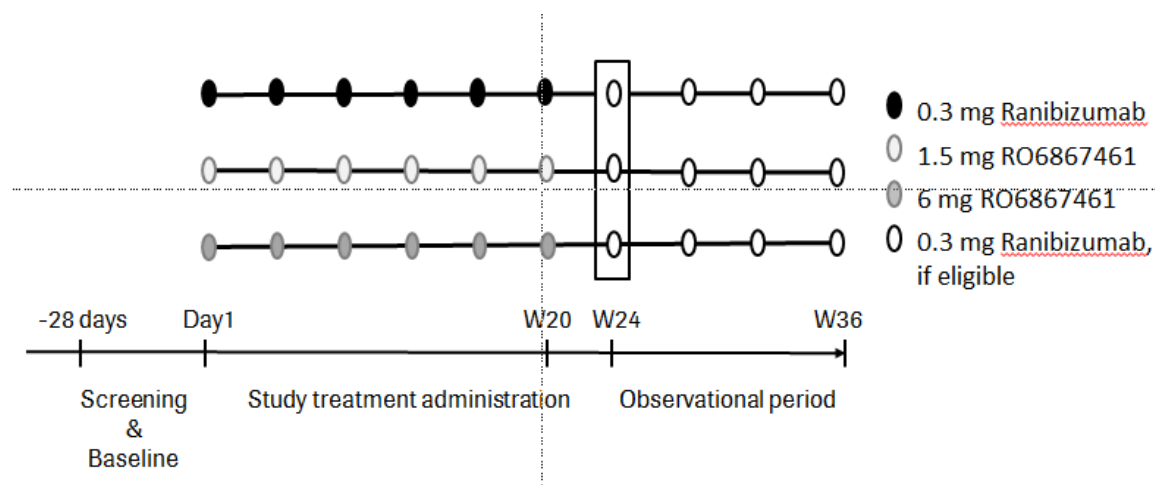 0.3 mg Ranibizumab
1.5 mg RO6867461
6 mg RO6867461
0.3 mg Ranibizumab,
if eligible
-28 days Day1 W20 W24 W36
Screening Study treatment administration Observational period
&
Baseline